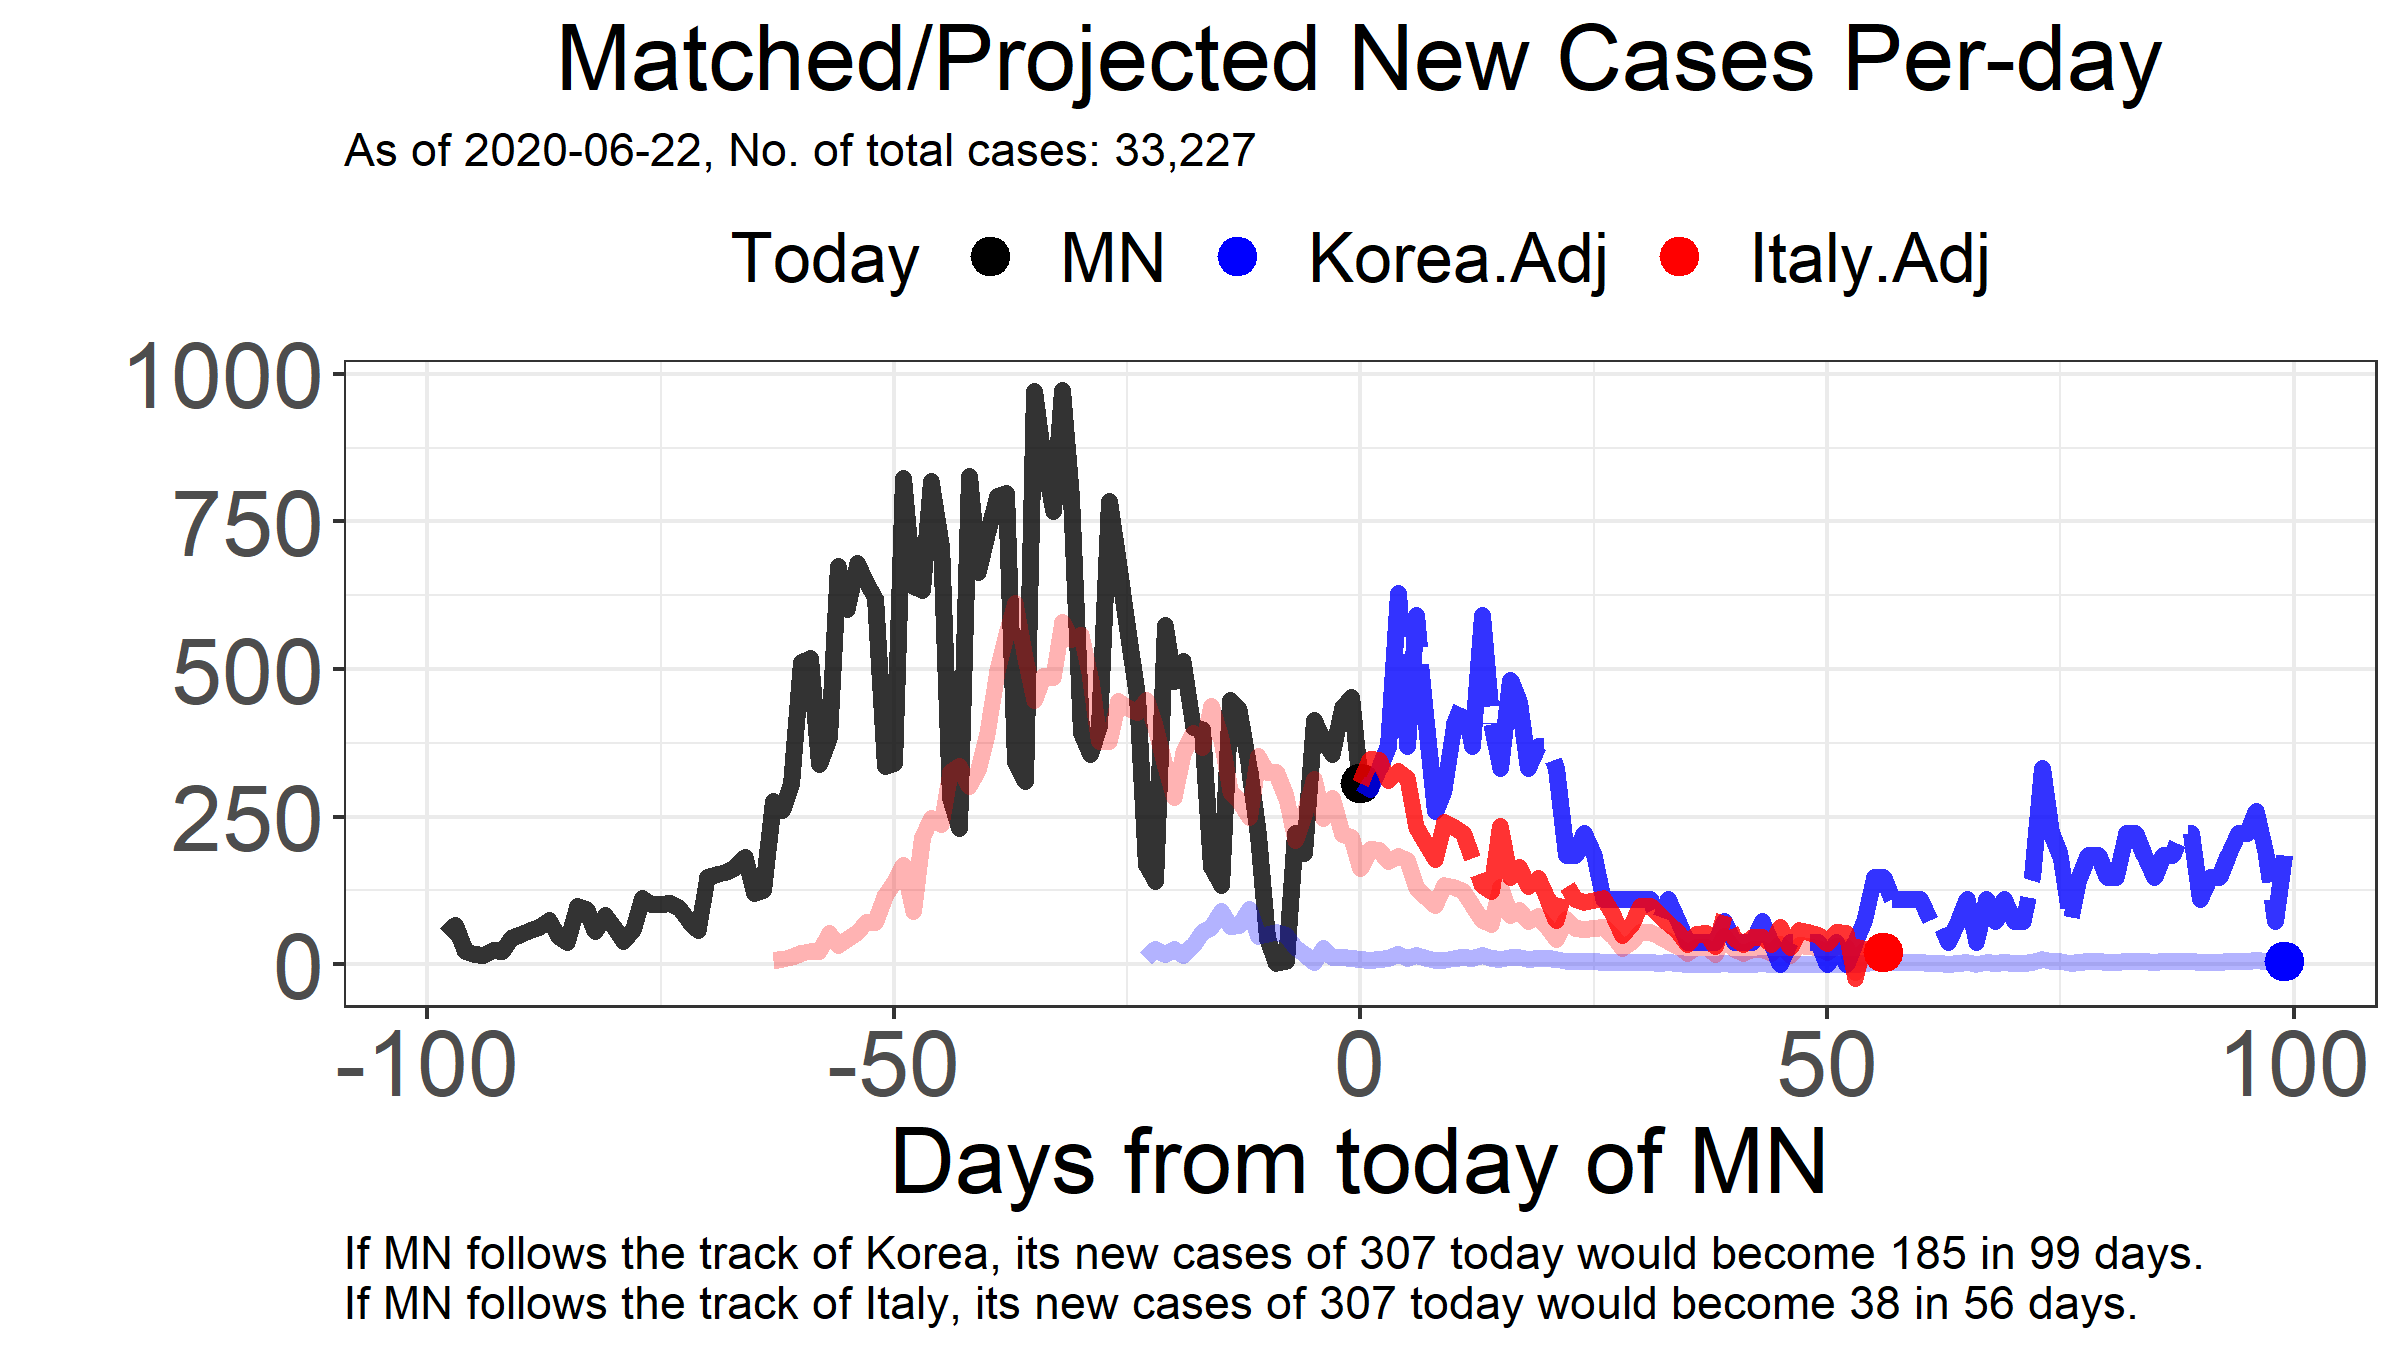 Matched/Projected New Cases Per-day
As of 2020-06-22, No. of total cases: 33,227
Today MN Korea.Adj Italy.Adj
1000
750
500
250
0
-100 -50 0 50 100
Days from today of MN
If MN follows the track of Korea, its new cases of 307 today would become 185 in 99 days.
If MN follows the track of Italy, its new cases of 307 today would become 38 in 56 days.